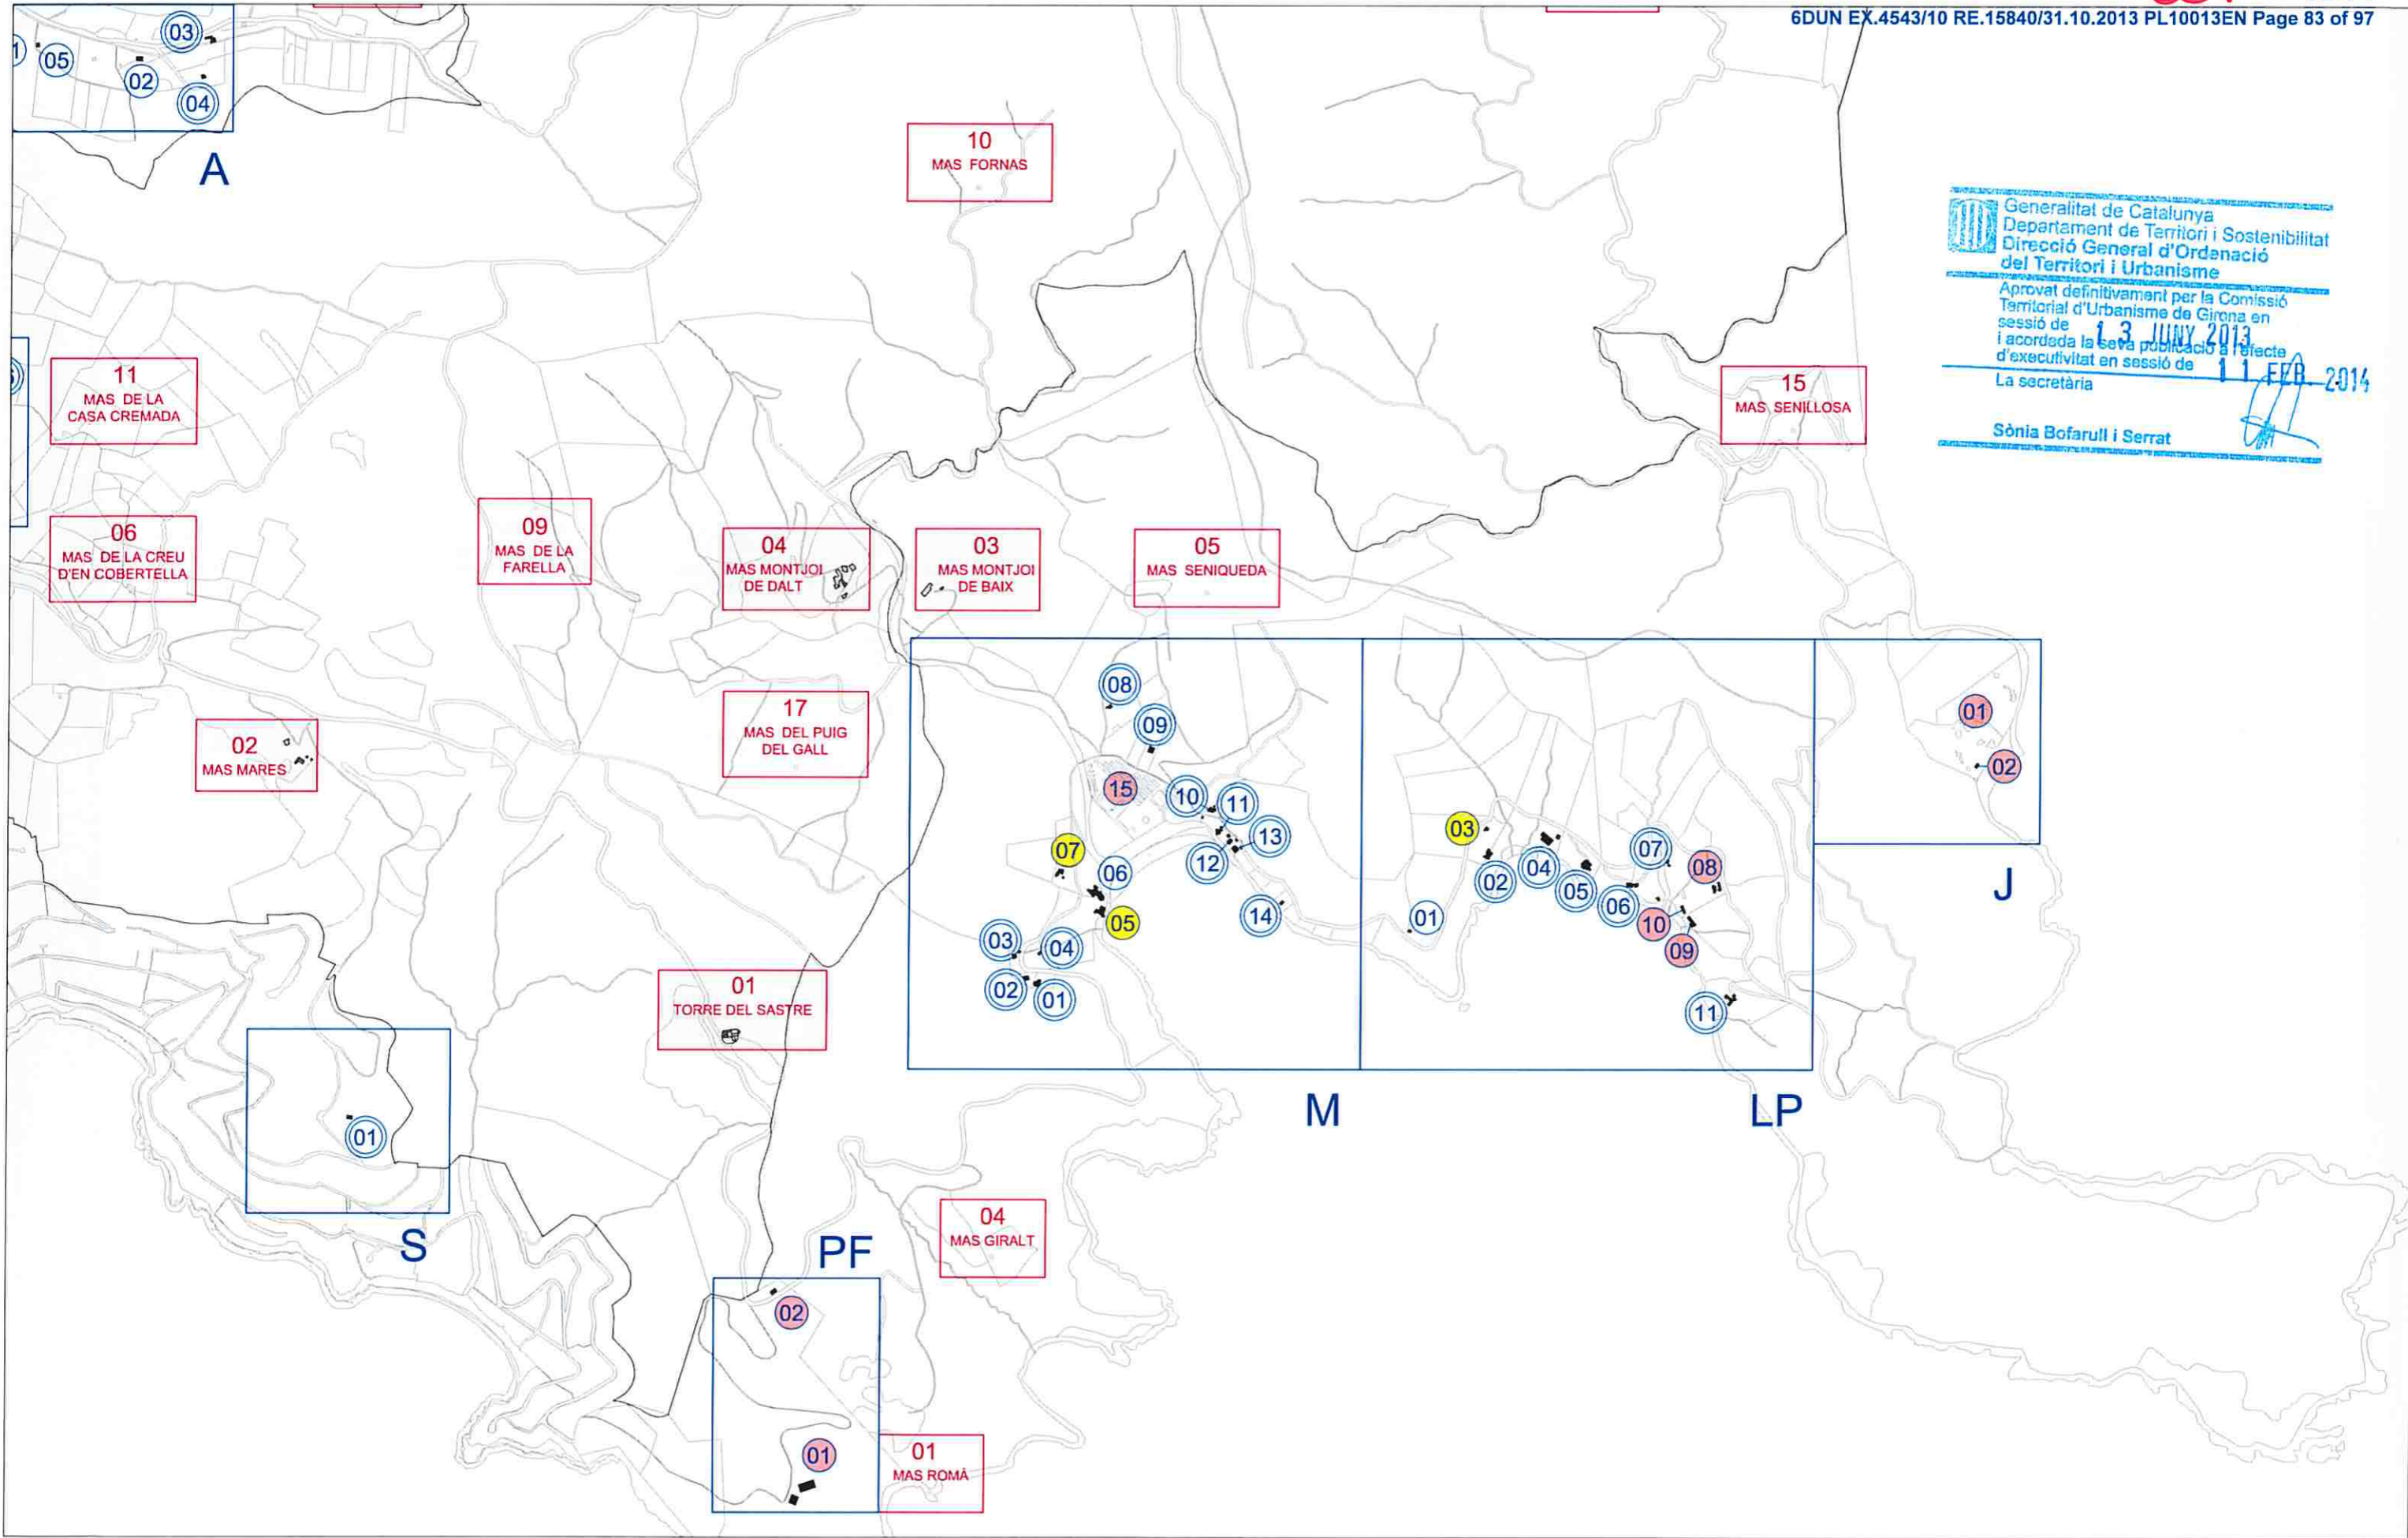 6DUN EX.4543/10 RE.15840/31.10.2013 PL10013EN Page 83 of 97
03
05
02
04
A
10
MAS FORNAS
Generalitat de Catalunya
Departament de Territori i Sostenibilitat
Direcció General d'Ordenació
del Territori i Urbanisme
Aprovat definitivament per la Comissió
Territorial d'Urbanisme de Girona en
sessió de 13 JUNY 2013
i acordada la seva publicació a l'efecte
d'executivitat en sessió de 11 FEB. 2014
La secretària
Sònia Bofarull i Serrat
11
MAS DE LA
CASA CREMADA
15
MAS SENILLOSA
06
MAS DE LA CREU
D'EN COBERTELLA
09
MAS DE LA
FARELLA
04
MAS MONTJOI
DE DALT
03
MAS MONTJOI
DE BAIX
05
MAS SENIQUEDA
02
MAS MARES
17
MAS DEL PUIG
DEL GALL
08
09
15
10
11
13
12
07
06
05
14
03
04
02
01
M
03
02
04
05
07
08
06
10
09
01
11
LP
01
02
J
01
TORRE DEL SASTRE
01
S
04
MAS GIRALT
PF
02
01
01
MAS ROMÀ